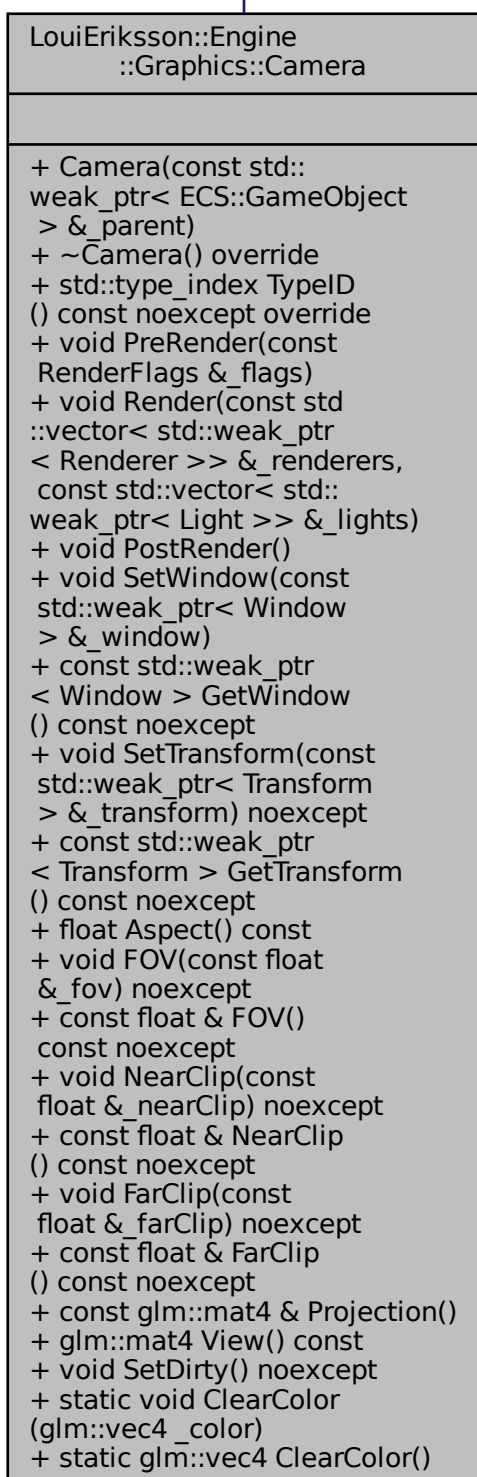 LouiEriksson::Engine
::Graphics::Camera
+ Camera(const std::
weak_ptr< ECS::GameObject
> &_parent)
+ ~Camera() override
+ std::type_index TypeID
() const noexcept override
+ void PreRender(const
RenderFlags &_flags)
+ void Render(const std
::vector< std::weak_ptr
< Renderer >> &_renderers,
const std::vector< std::
weak_ptr< Light >> &_lights)
+ void PostRender()
+ void SetWindow(const
std::weak_ptr< Window
> &_window)
+ const std::weak_ptr
< Window > GetWindow
() const noexcept
+ void SetTransform(const
std::weak_ptr< Transform
> &_transform) noexcept
+ const std::weak_ptr
< Transform > GetTransform
() const noexcept
+ float Aspect() const
+ void FOV(const float
&_fov) noexcept
+ const float & FOV()
const noexcept
+ void NearClip(const
float &_nearClip) noexcept
+ const float & NearClip
() const noexcept
+ void FarClip(const
float &_farClip) noexcept
+ const float & FarClip
() const noexcept
+ const glm::mat4 & Projection()
+ glm::mat4 View() const
+ void SetDirty() noexcept
+ static void ClearColor
(glm::vec4 _color)
+ static glm::vec4 ClearColor()